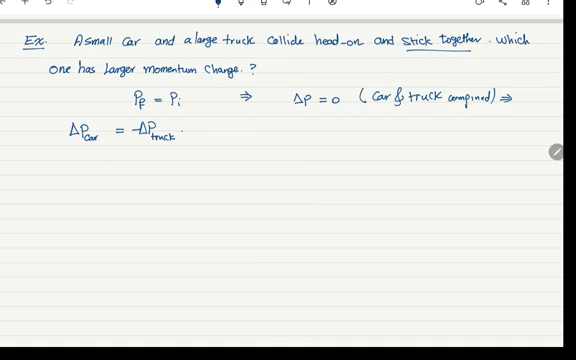 Ex. A small car and a large truck collide head-on and stick together. which
one has larger momentum change.?
Pf = Pi ⇒ ΔP = 0 (Car & truck compined) ⇒
ΔPcar = -ΔPtruck.